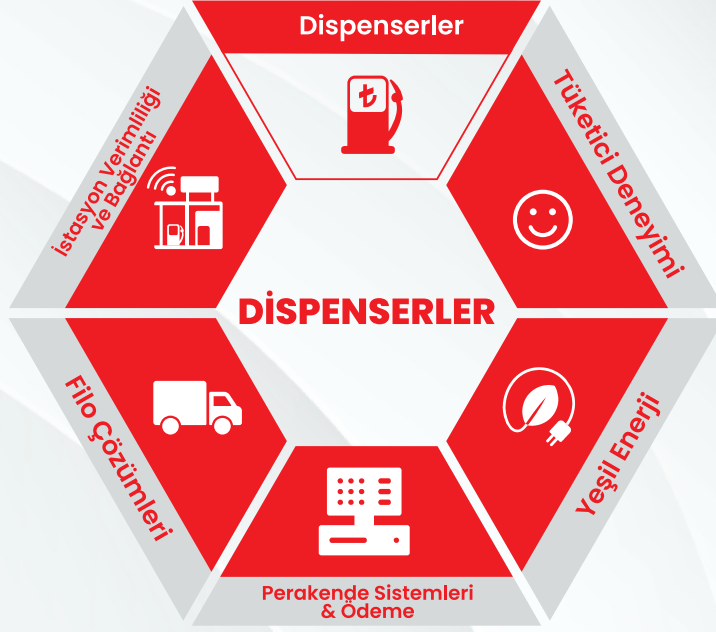 Dispenserler
Tüketici Deneyimi
Yeşil Enerji
Perakende Sistemleri
& Ödeme
Filo Çözümleri
İstasyon Verimliliği
ve Bağlantı
DİSPENSERLER